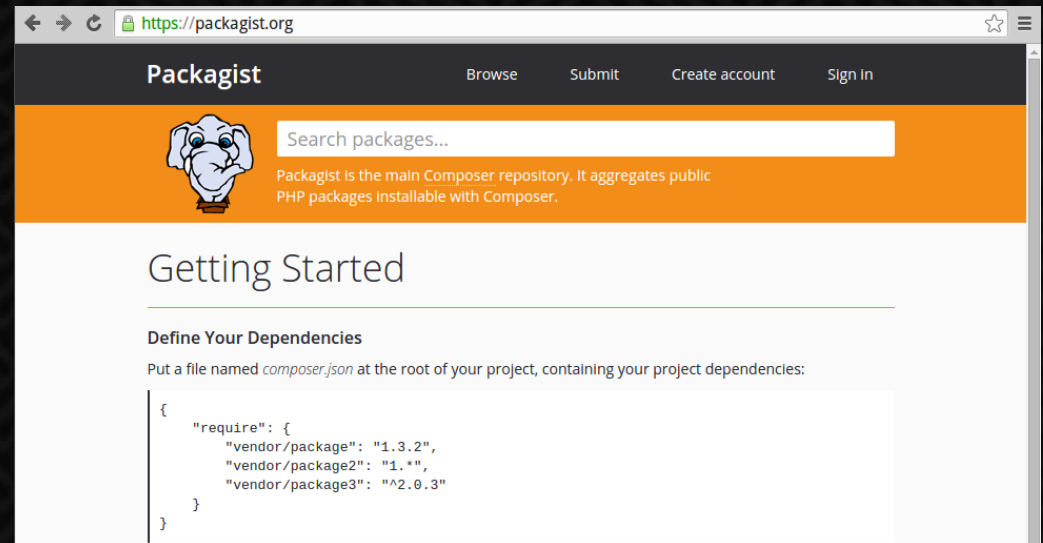 https://packagist.org
Packagist Browse Submit Create account Sign in
Search packages...
Packagist is the main Composer repository. It aggregates public
PHP packages installable with Composer.
Getting Started
Define Your Dependencies
Put a file named composer.json at the root of your project, containing your project dependencies:
{
    "require": {
        "vendor/package": "1.3.2",
        "vendor/package2": "1.*",
        "vendor/package3": "^2.0.3"
    }
}